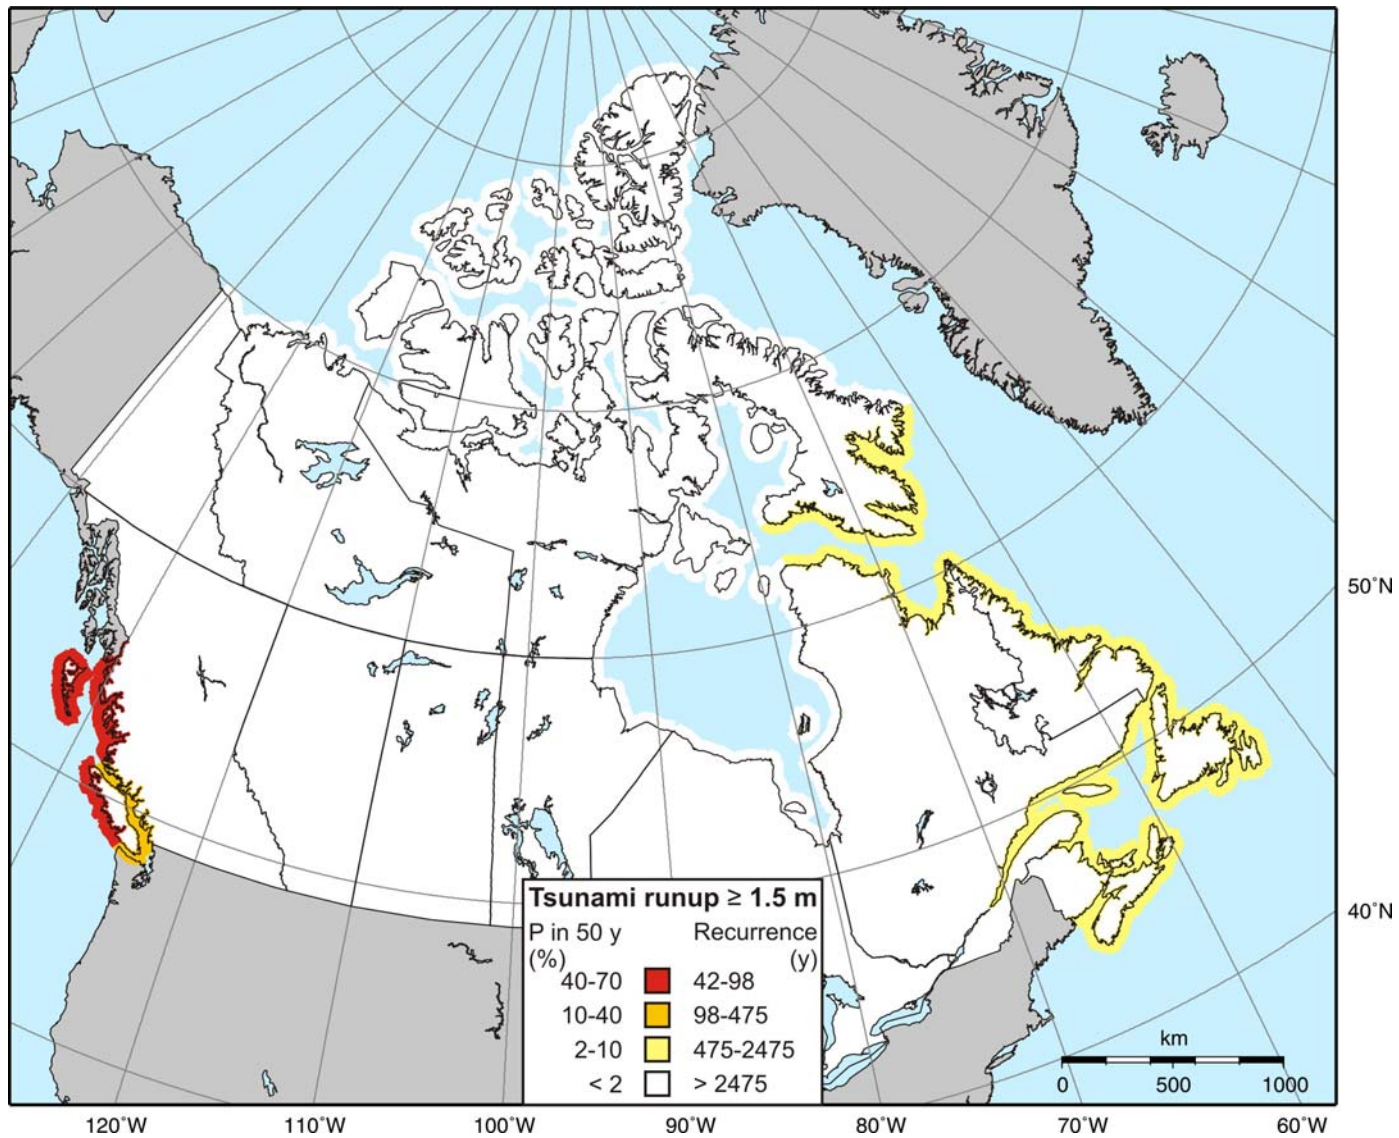 50˚N
40˚N
Tsunami runup ≥ 1.5 m
P in 50 y Recurrence
(%) (y)
40-70 42-98
10-40 98-475
2-10 475-2475
< 2 > 2475
km
0 500 1000
120˚W 110˚W 100˚W 90˚W 80˚W 70˚W 60˚W